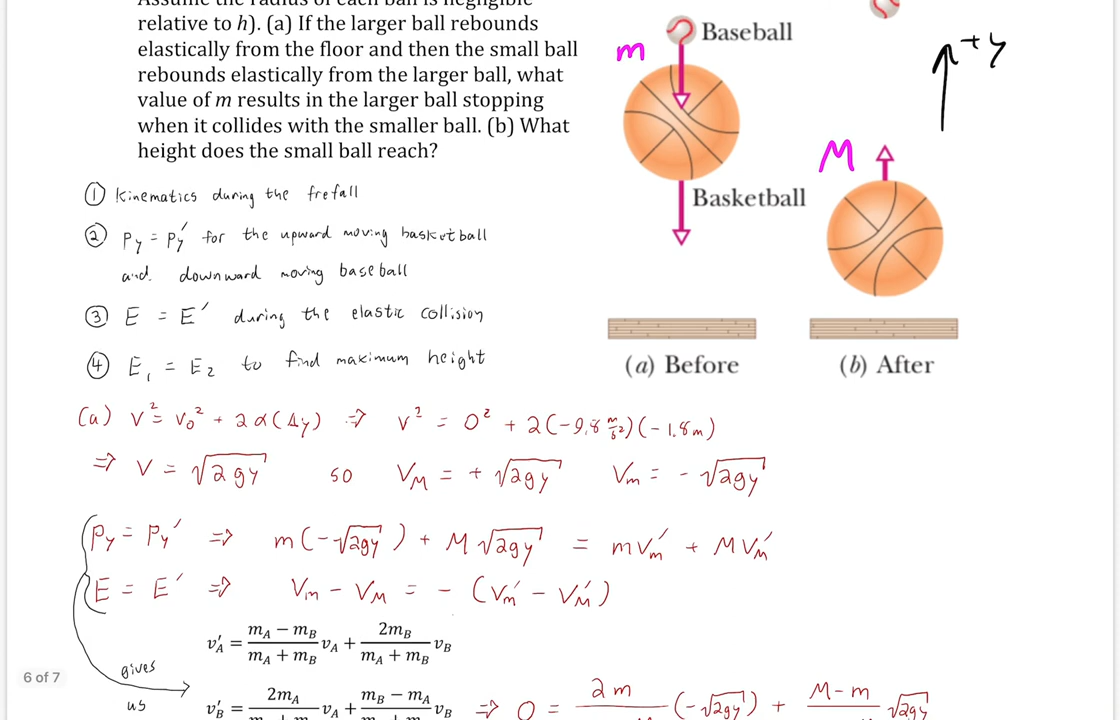 relative to h). (a) If the larger ball rebounds
elastically from the floor and then the small ball
rebounds elastically from the larger ball, what
value of m results in the larger ball stopping
when it collides with the smaller ball. (b) What
height does the small ball reach?
Baseball
m
+y
M
Basketball
(a) Before
(b) After
① kinematics during the frefall
② Py = Py′ for the upward moving basketball
and downward moving baseball
③ E = E′ during the elastic collision
④ E₁ = E₂ to find maximum height
(a) v² = v₀² + 2a(Δy) ⇒ v² = 0² + 2(-9.8 m/s²)(-1.8m)
⇒ v = √2gy so vM = +√2gy vm = -√2gy
Py = Py′ ⇒ m(-√2gy) + M√2gy = mvm′ + MvM′
E = E′ ⇒ vm - vM = -(vm′ - vM′)
v′A = (mA − mB)/(mA + mB) vA + 2mB/(mA + mB) vB
6 of 7
gives
us
v′B = 2mA vA + mB − mA vB ⇒ 0 = 2m (-√2gy) + M-m √2gy